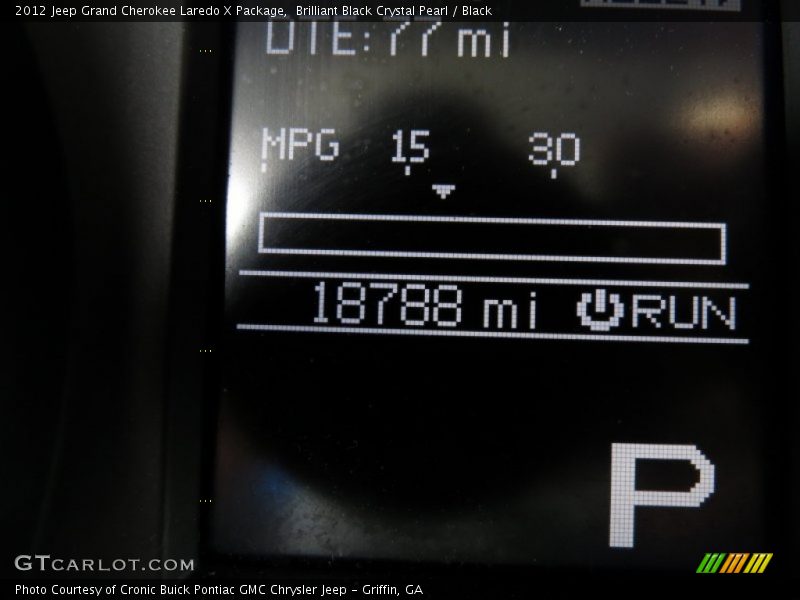 2012 Jeep Grand Cherokee Laredo X Package,  Brilliant Black Crystal Pearl / Black
DTE: 77 mi
MPG 15 30
18788 mi RUN
P
GTCARLOT.COM
Photo Courtesy of Cronic Buick Pontiac GMC Chrysler Jeep - Griffin, GA